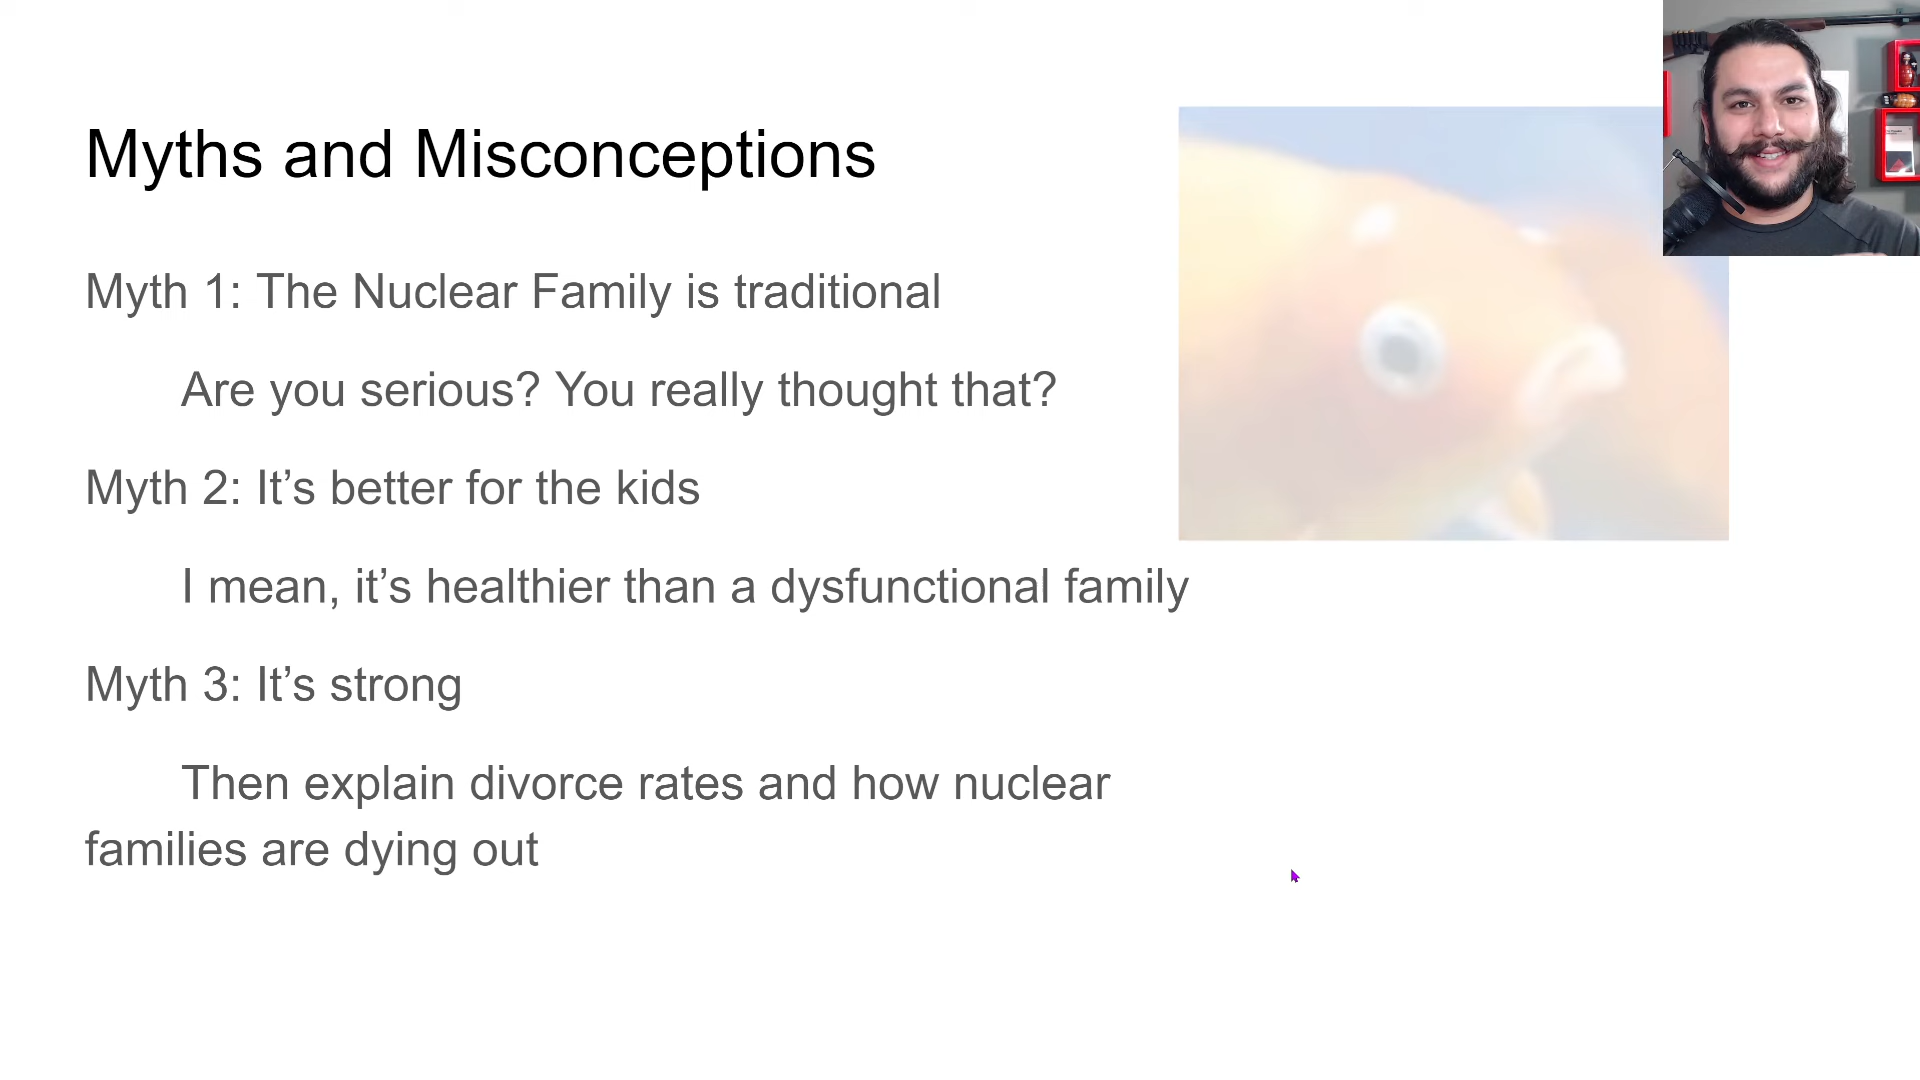 Myths and Misconceptions
Myth 1: The Nuclear Family is traditional
Are you serious? You really thought that?
Myth 2: It’s better for the kids
I mean, it’s healthier than a dysfunctional family
Myth 3: It’s strong
Then explain divorce rates and how nuclear
families are dying out